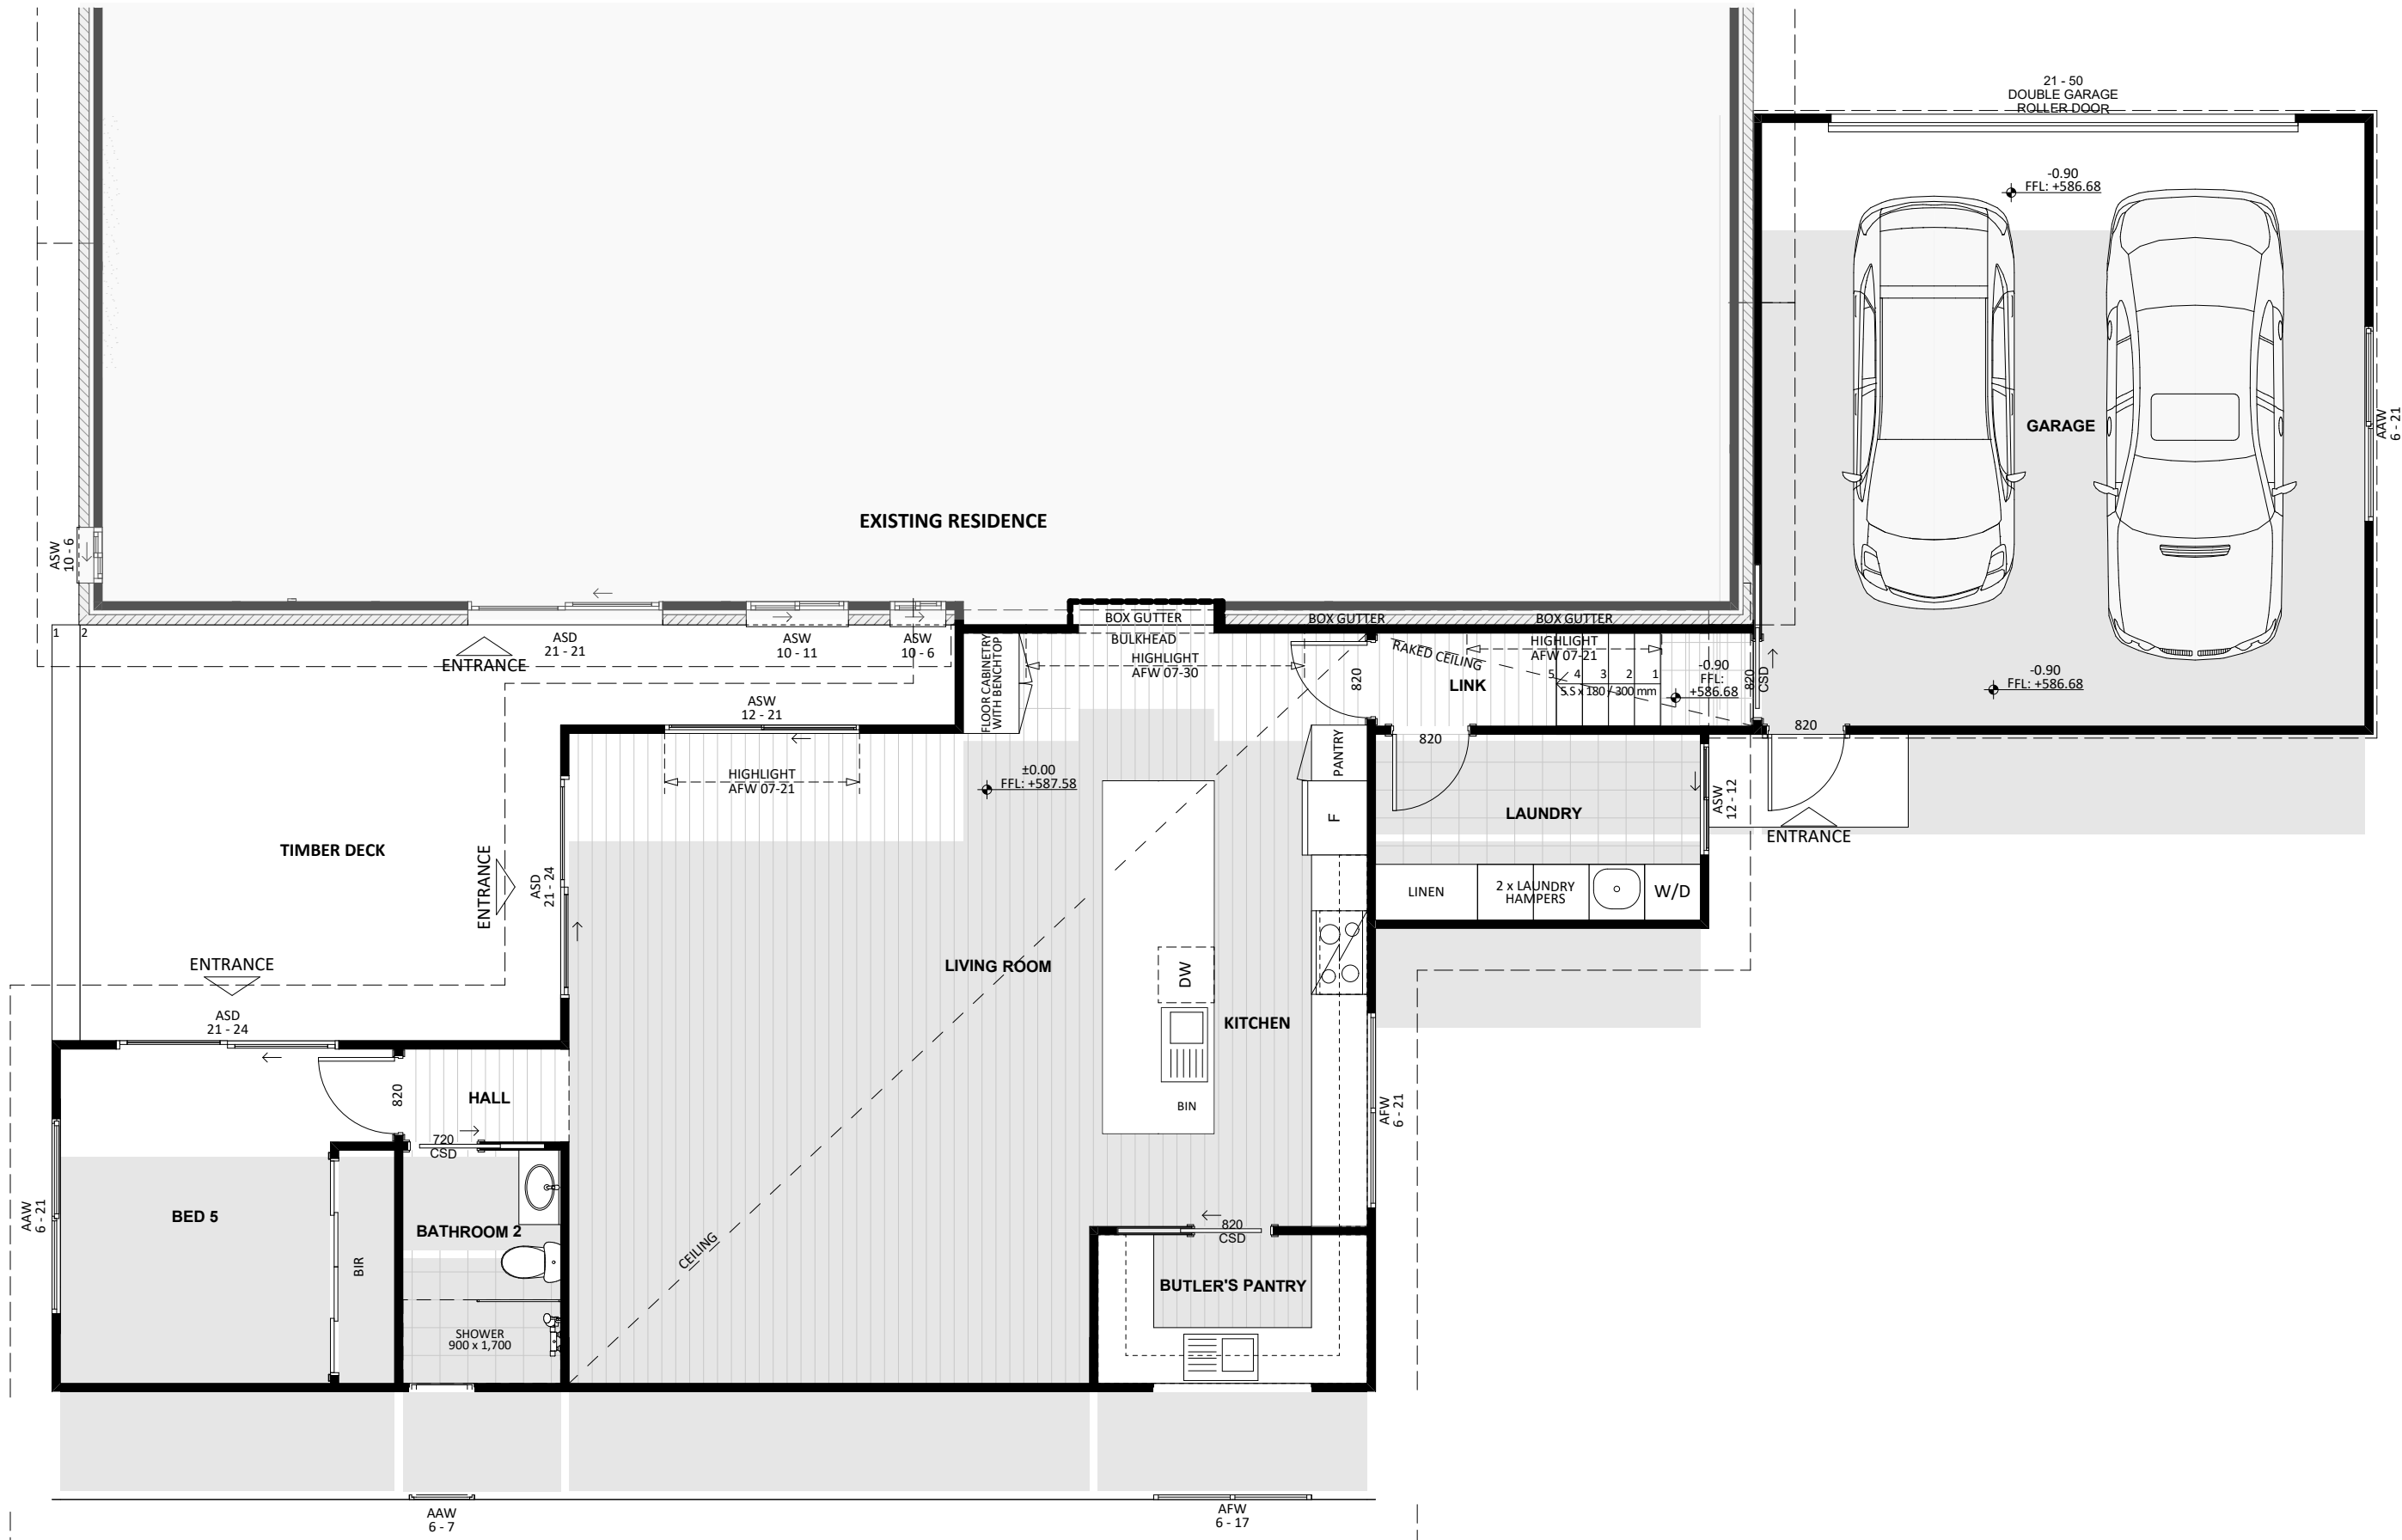 21 - 50
DOUBLE GARAGE
ROLLER DOOR
-0.90
FFL: +586.68
GARAGE
AAW
6 - 21
EXISTING RESIDENCE
ASW
10 - 6
1 2
ENTRANCE
ASD
21 - 21
ASW
10 - 11
ASW
10 - 6
BOX GUTTER
BOX GUTTER
BOX GUTTER
FLOOR CABINETRY
WITH BENCHTOP
BULKHEAD
HIGHLIGHT
AFW 07-30
820
RAKED CEILING
HIGHLIGHT
AFW 07-21
LINK
5 4 3 2 1
5.S x 180 / 300 mm
-0.90
FFL:
+586.68
820
CSD
-0.90
FFL: +586.68
ASW
12 - 21
HIGHLIGHT
AFW 07-21
±0.00
FFL: +587.58
PANTRY
820
820
F
LAUNDRY
ASW
12 - 12
ENTRANCE
TIMBER DECK
ENTRANCE
ASD
21 - 24
LINEN
2 x LAUNDRY
HAMPERS
W/D
ENTRANCE
ASD
21 - 24
LIVING ROOM
DW
KITCHEN
BIN
AFW
6 - 21
820
HALL
720
CSD
BED 5
AAW
6 - 21
BIR
BATHROOM 2
SHOWER
900 x 1,700
CEILING
820
CSD
BUTLER'S PANTRY
AAW
6 - 7
AFW
6 - 17